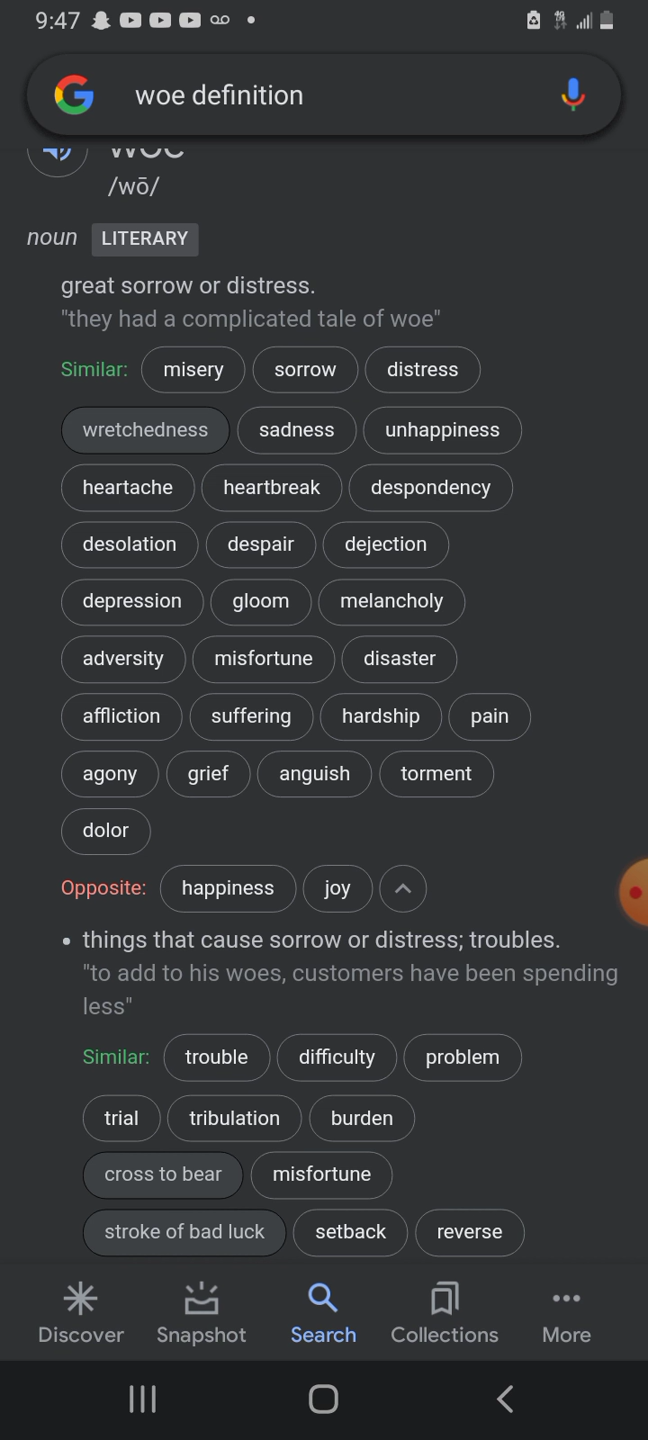 9:47
woe definition
woe
/wō/
noun LITERARY
great sorrow or distress.
"they had a complicated tale of woe"
Similar: misery sorrow distress
wretchedness sadness unhappiness
heartache heartbreak despondency
desolation despair dejection
depression gloom melancholy
adversity misfortune disaster
affliction suffering hardship pain
agony grief anguish torment
dolor
Opposite: happiness joy
• things that cause sorrow or distress; troubles.
"to add to his woes, customers have been spending
less"
Similar: trouble difficulty problem
trial tribulation burden
cross to bear misfortune
stroke of bad luck setback reverse
Discover Snapshot Search Collections More